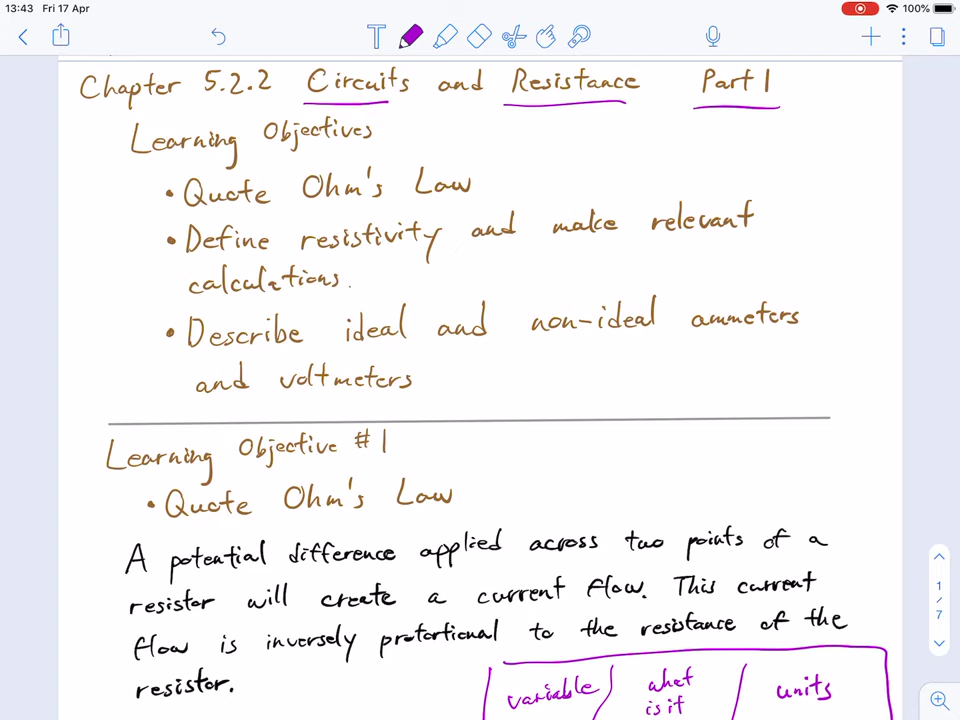 13:43 Fri 17 Apr
100%
Chapter 5.2.2 Circuits and Resistance Part 1
Learning Objectives
• Quote Ohm's Law
• Define resistivity and make relevant
calculations.
• Describe ideal and non-ideal ammeters
and voltmeters
Learning Objective #1
• Quote Ohm's Law
A potential difference applied across two points of a
resistor will create a current flow. This current
flow is inversely protortional to the resistance of the
resistor.
variable what is it units
1
/
7